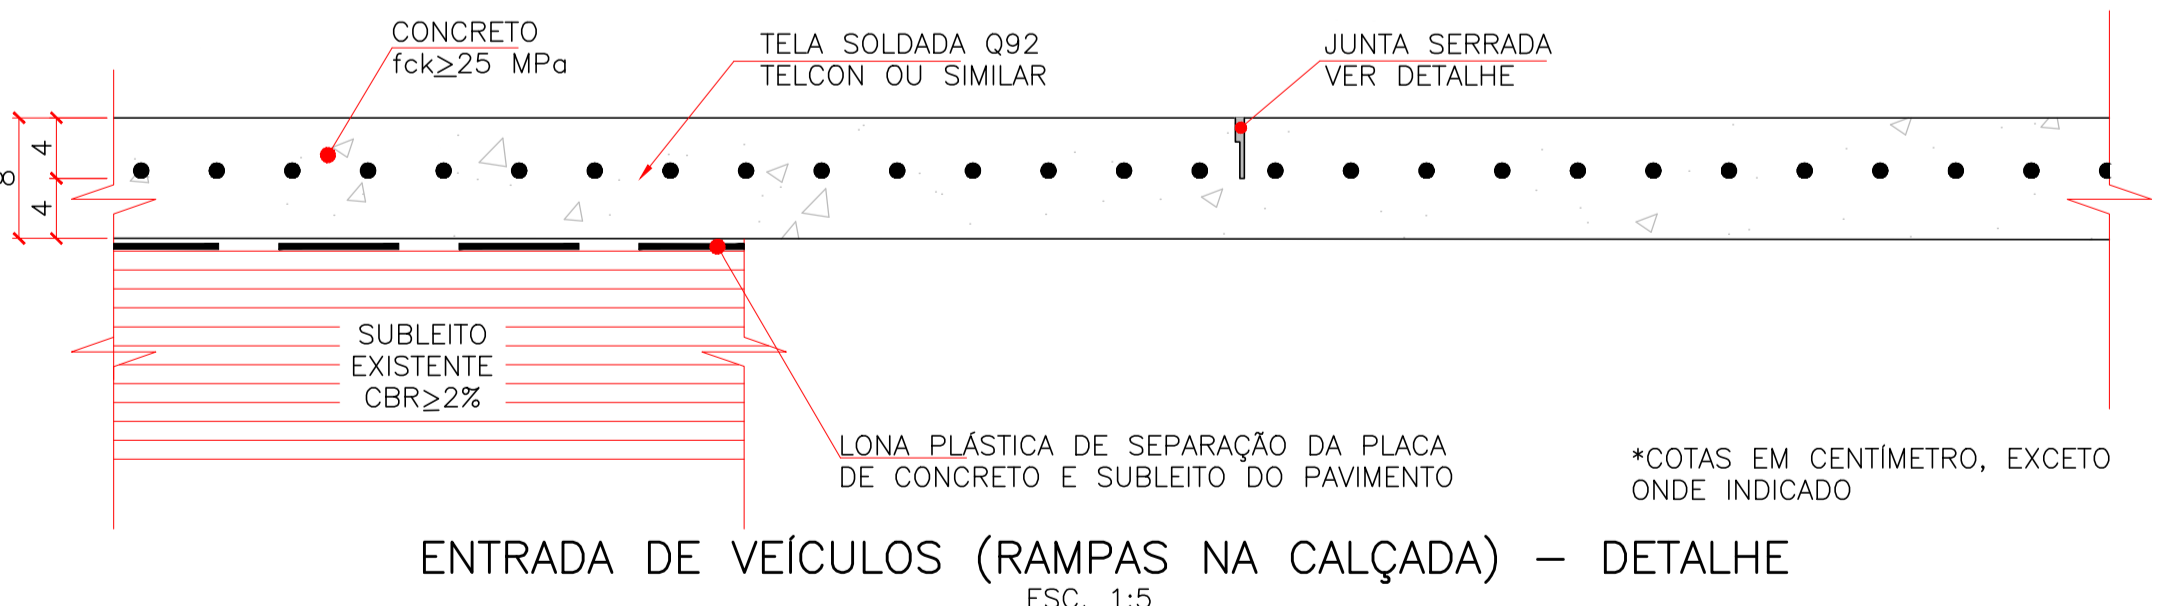 CONCRETO
fck≥25 MPa
TELA SOLDADA Q92
TELCON OU SIMILAR
JUNTA SERRADA
VER DETALHE
8
4
4
SUBLEITO
EXISTENTE
CBR≥2%
LONA PLÁSTICA DE SEPARAÇÃO DA PLACA
DE CONCRETO E SUBLEITO DO PAVIMENTO
*COTAS EM CENTÍMETRO, EXCETO
ONDE INDICADO
ENTRADA DE VEÍCULOS (RAMPAS NA CALÇADA) – DETALHE
ESC. 1:5